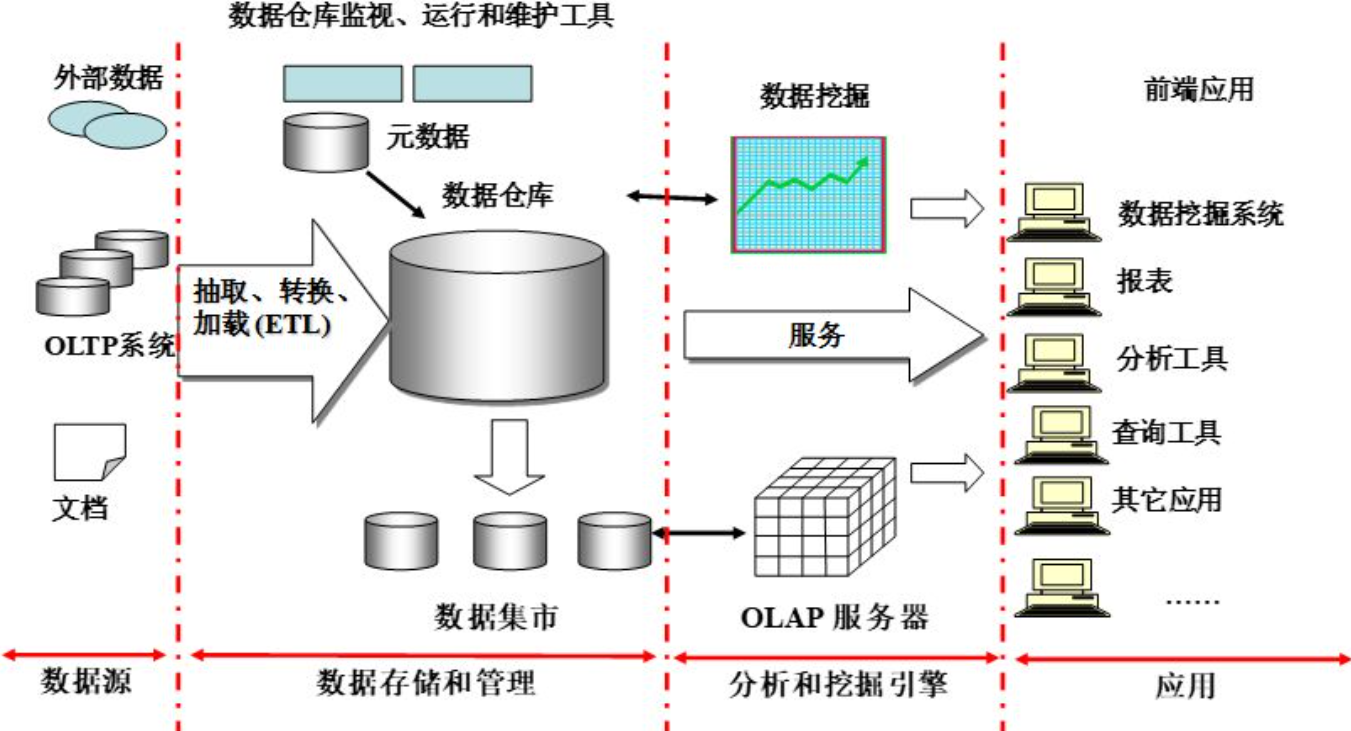 数据仓库监视、运行和维护工具
外部数据
元数据
数据挖掘
前端应用
数据仓库
数据挖掘系统
抽取、转换、
加载(ETL)
OLTP系统
服务
报表
分析工具
查询工具
文档
其它应用
数据集市
OLAP 服务器
......
数据源
数据存储和管理
分析和挖掘引擎
应用